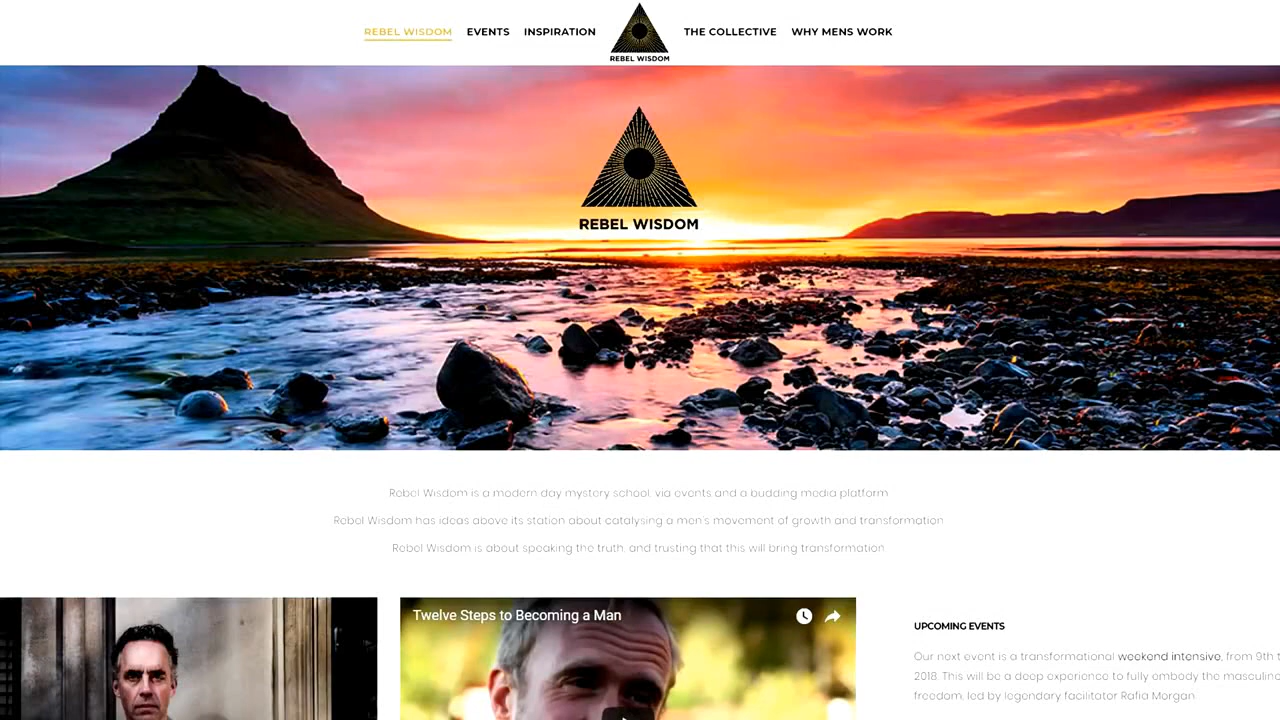 REBEL WISDOM EVENTS INSPIRATION REBEL WISDOM THE COLLECTIVE WHY MENS WORK
REBEL WISDOM
Rebel Wisdom is a modern day mystery school, via events and a budding media platform
Rebel Wisdom has ideas above its station about catalysing a men's movement of growth and transformation
Rebel Wisdom is about speaking the truth, and trusting that this will bring transformation.
Twelve Steps to Becoming a Man
UPCOMING EVENTS
Our next event is a transformational weekend intensive, from 9th t
2018. This will be a deep experience to fully embody the masculine
freedom, led by legendary facilitator Rafia Morgan